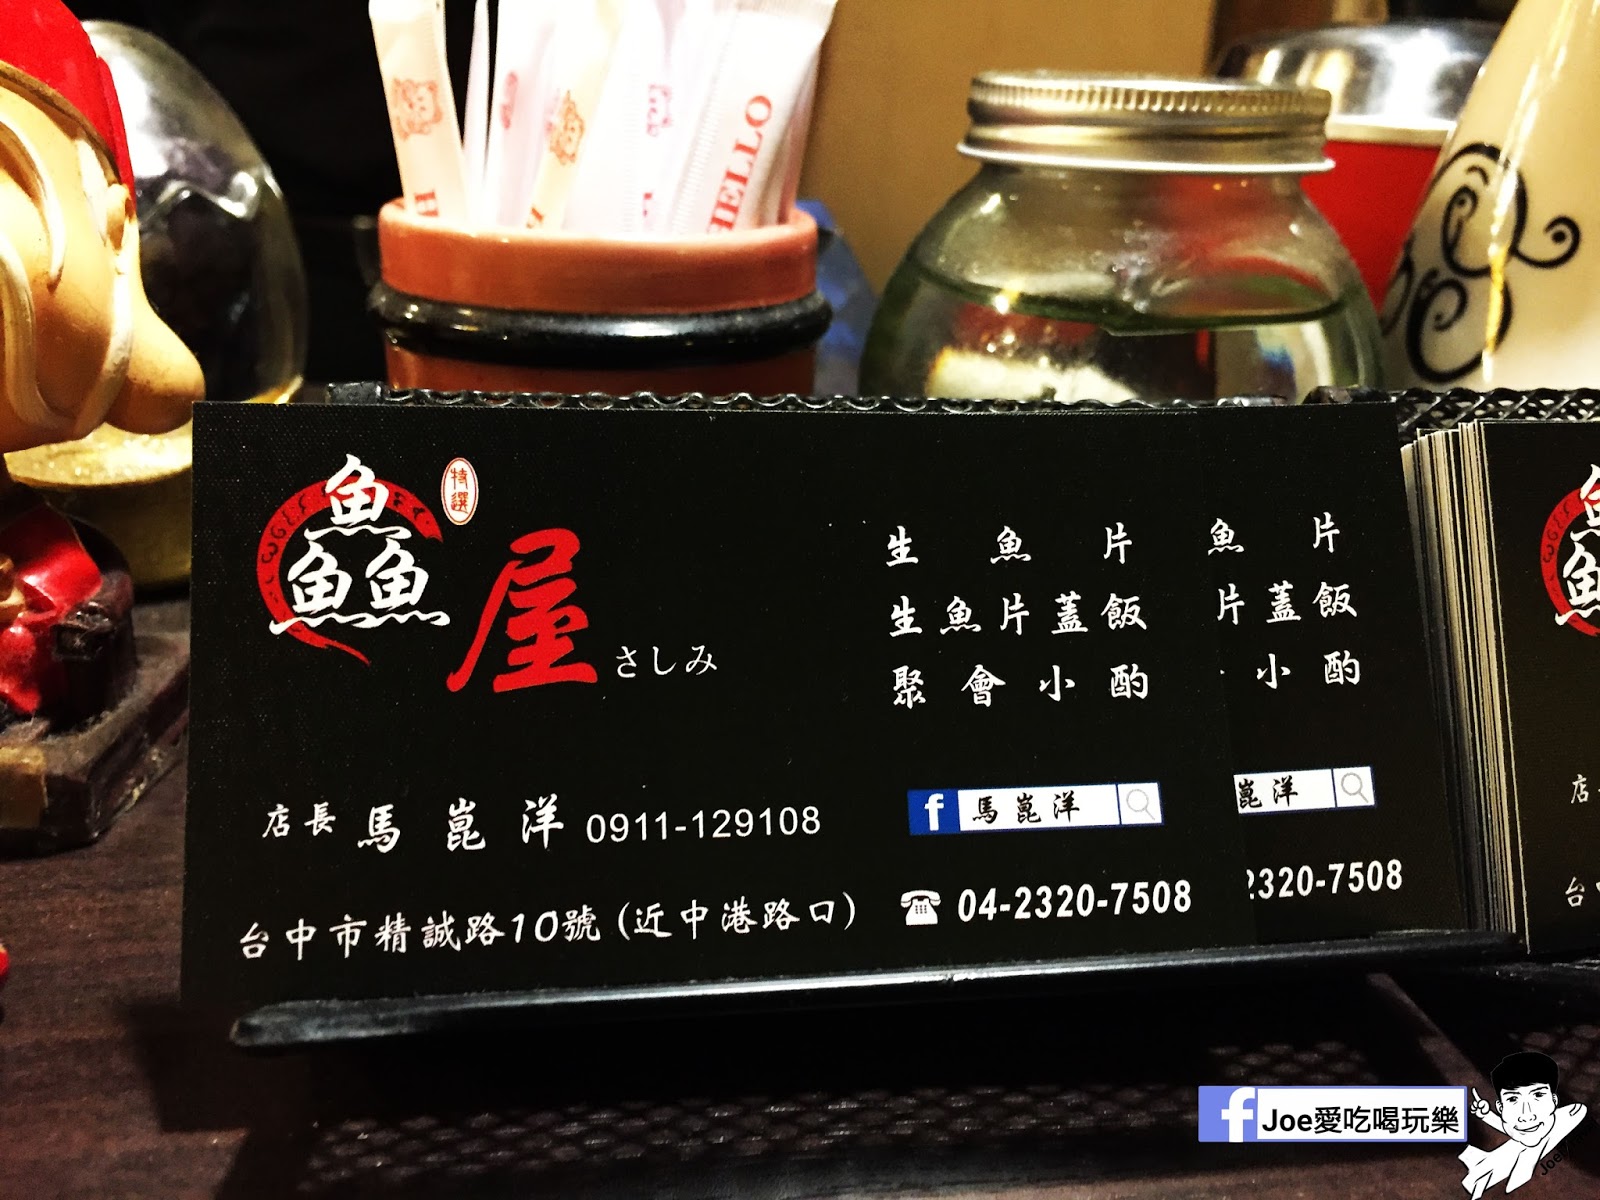 HELLO
特選
鱻屋 さしみ
生魚片
生魚片蓋飯
聚會小酌
魚片
片蓋飯
小酌
店長 馬崑洋 0911-129108
f 馬崑洋
崑洋
台中市精誠路10號 (近中港路口)
04-2320-7508
2320-7508
店
台
f Joe愛吃喝玩樂
Joe